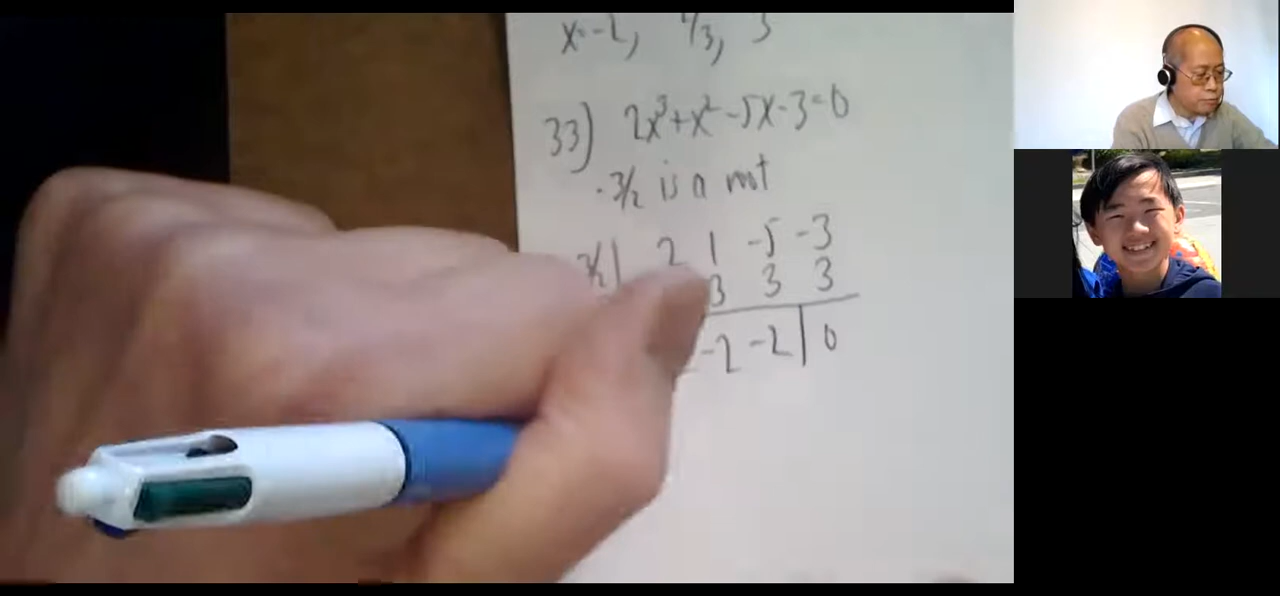 x=-2, 1/3, 3
33) 2x³+x²-5x-3=0
-3/2 is a root
2 1 -5 -3
3 3 3
-2 -2 | 0